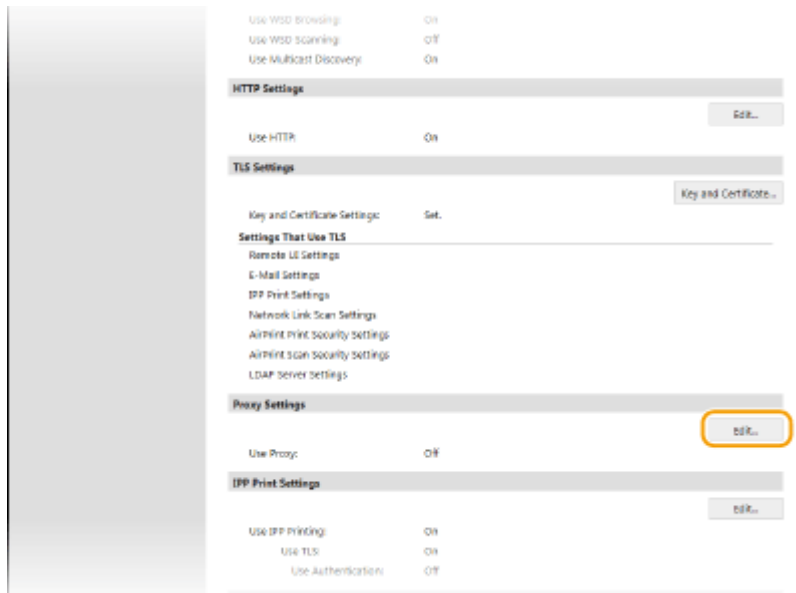 Use WSD Browsing: On
Use WSD Scanning: Off
Use Multicast Discovery: On
HTTP Settings
Edit...
Use HTTP: On
TLS Settings
Key and Certificate...
Key and Certificate Settings: Set.
Settings That Use TLS
Remote UI Settings
E-Mail Settings
IPP Print Settings
Network Link Scan Settings
AirPrint Print Security Settings
AirPrint Scan Security Settings
LDAP Server Settings
Proxy Settings
Edit...
Use Proxy: Off
IPP Print Settings
Edit...
Use IPP Printing: On
Use TLS: On
Use Authentication: Off